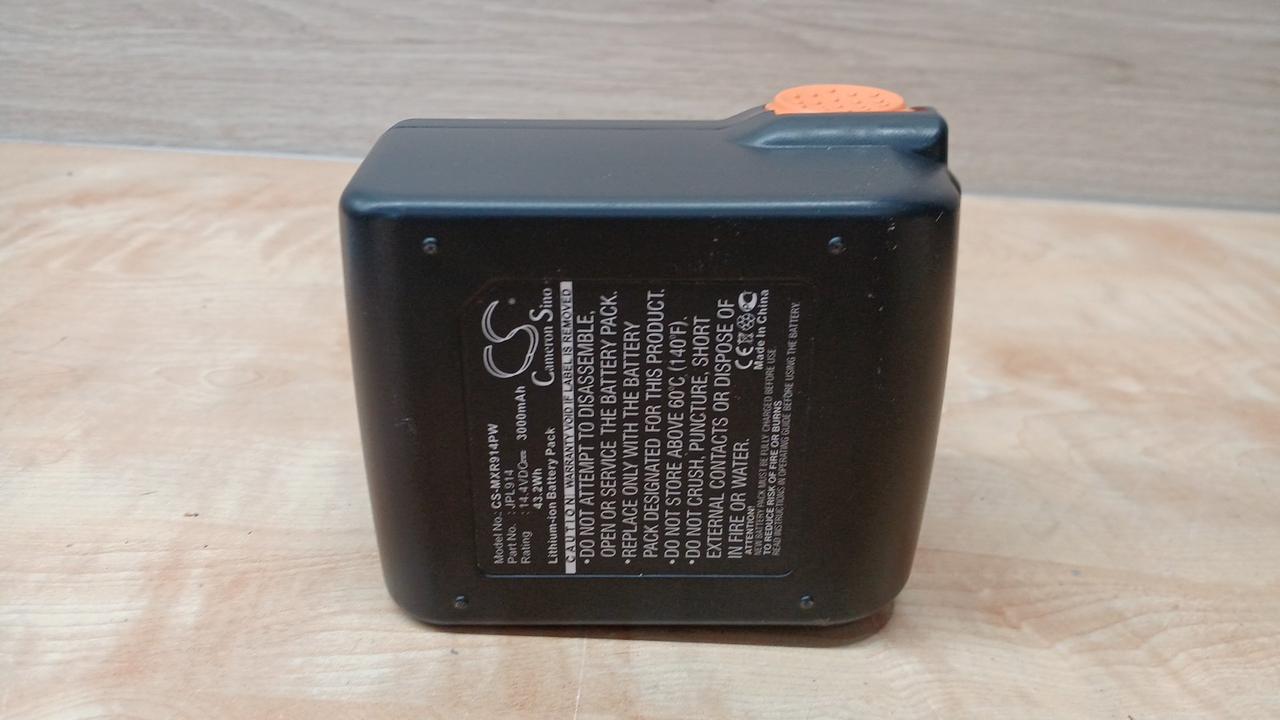 CS
Cameron Sino
Model No.: CS-MXR914PW
Part No. : JPL914
Rating : 14.4VDC 3000mAh
43.2Wh
Lithium-ion Battery Pack
CAUTION WARRANTY VOID IF LABEL IS REMOVED
•DO NOT ATTEMPT TO DISASSEMBLE,
OPEN OR SERVICE THE BATTERY PACK.
•REPLACE ONLY WITH THE BATTERY
PACK DESIGNATED FOR THIS PRODUCT.
•DO NOT STORE ABOVE 60°C (140°F).
•DO NOT CRUSH, PUNCTURE, SHORT
EXTERNAL CONTACTS OR DISPOSE OF
IN FIRE OR WATER.
CE
Made In China
ATTENTION!
NEW BATTERY PACK MUST BE FULLY CHARGED BEFORE USE
TO REDUCE RISK OF FIRE OR BURNS
READ INSTRUCTIONS IN OPERATING GUIDE BEFORE USING THE BATTERY.